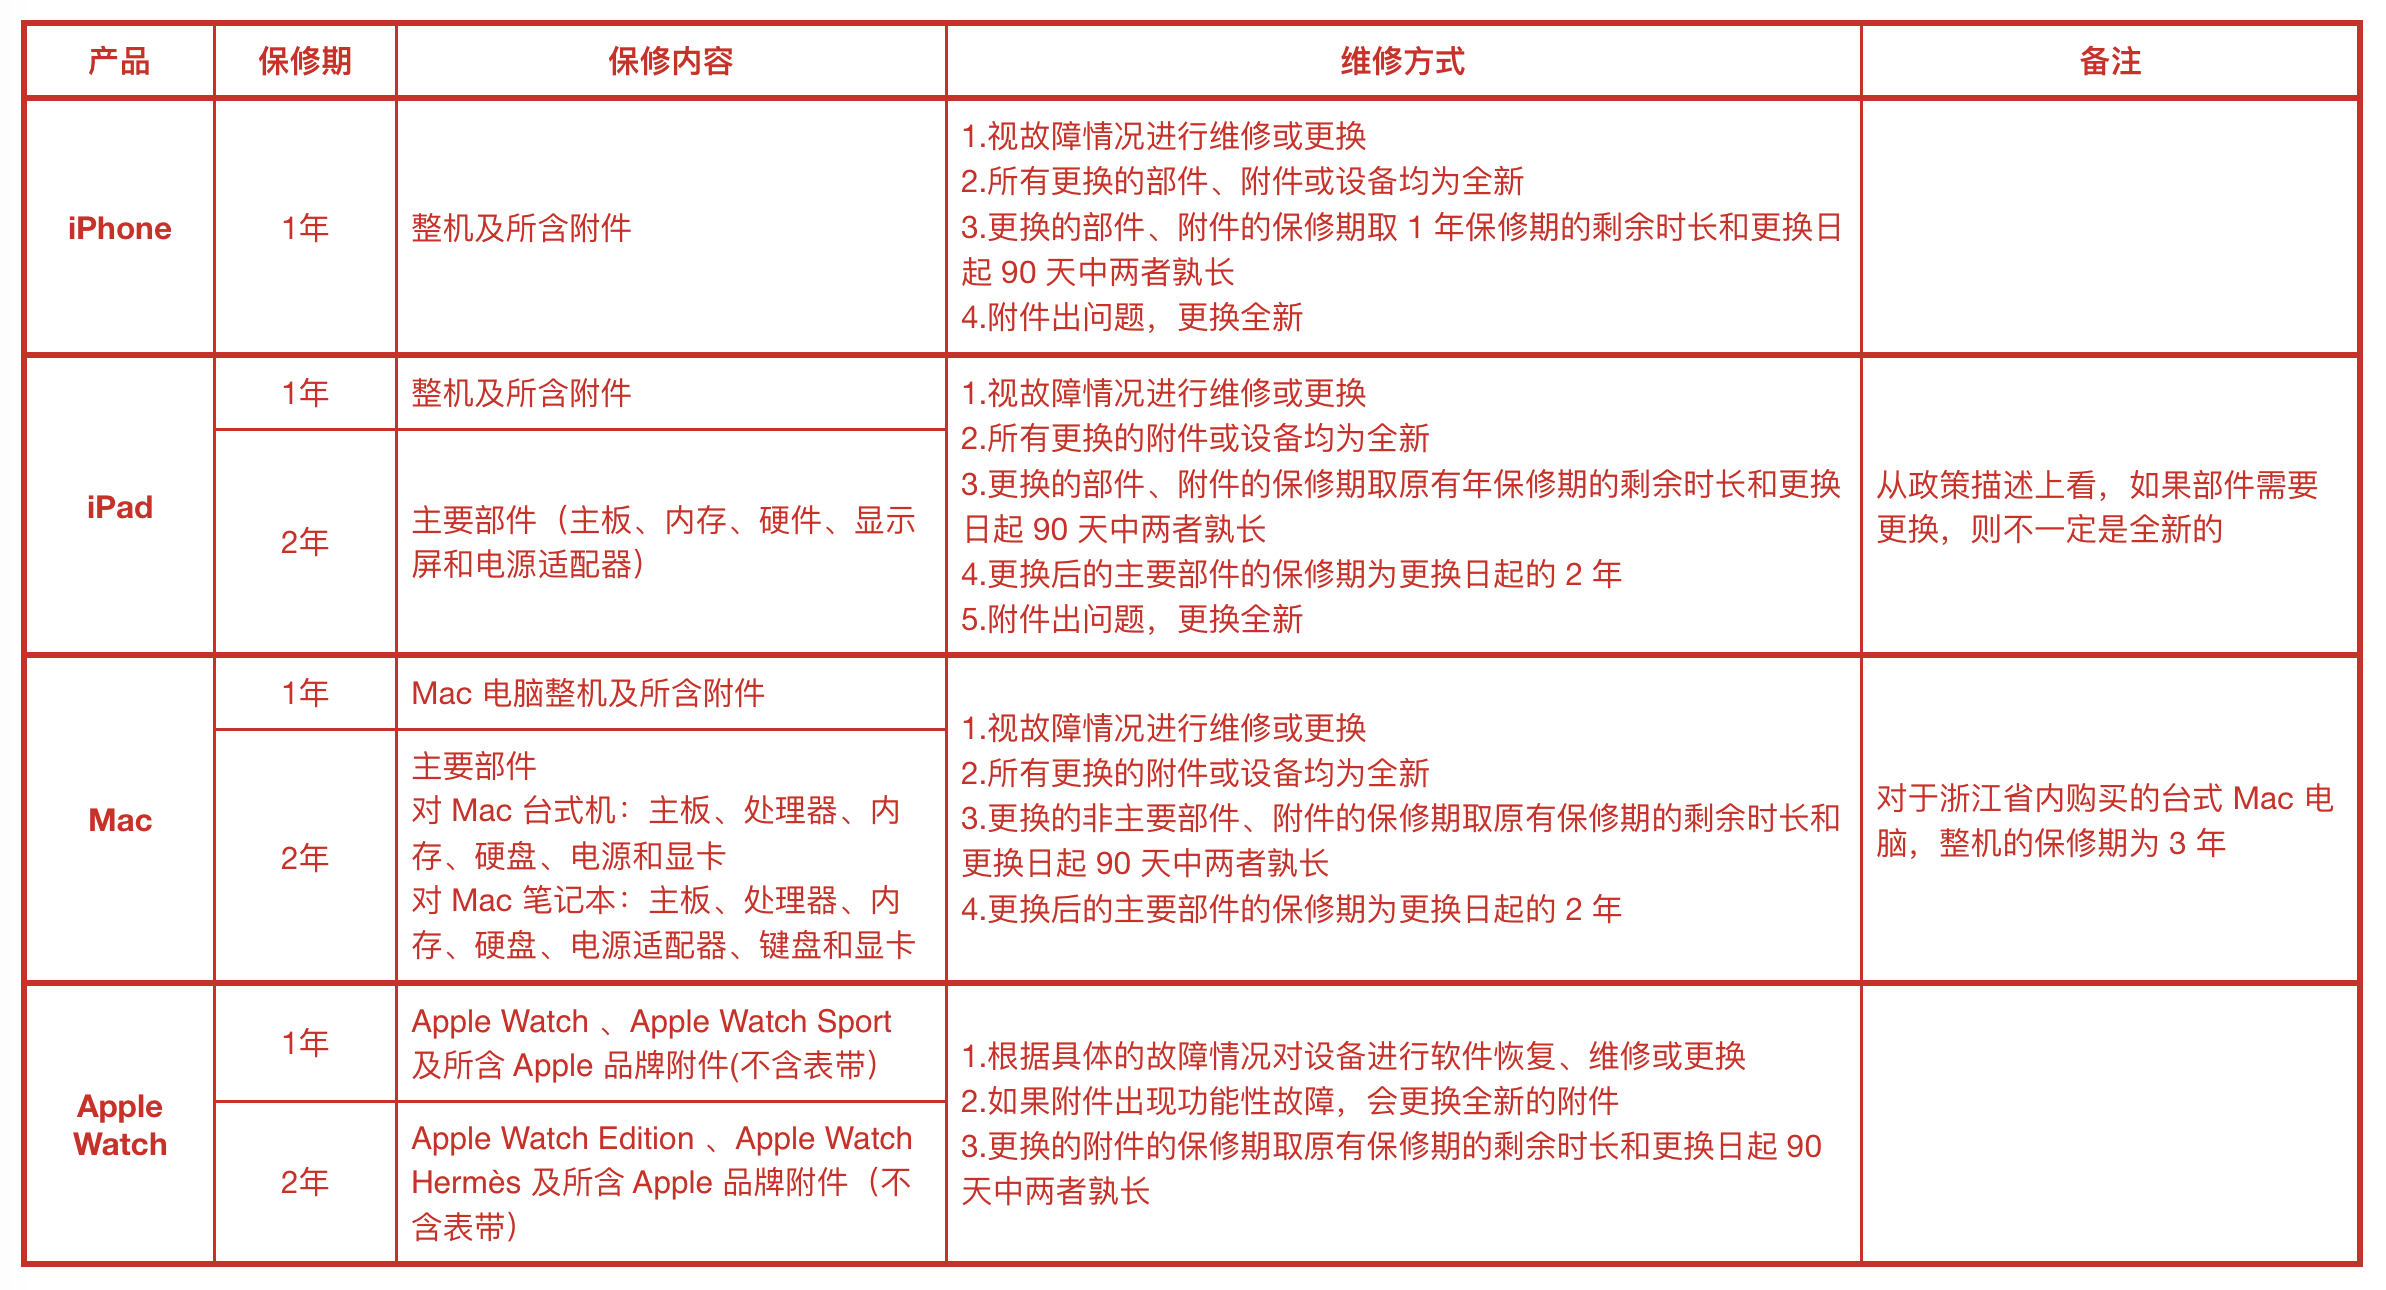 产品 保修期 保修内容 维修方式 备注
iPhone
1年
整机及所含附件
1.视故障情况进行维修或更换
2.所有更换的部件、附件或设备均为全新
3.更换的部件、附件的保修期取 1 年保修期的剩余时长和更换日
起 90 天中两者孰长
4.附件出问题，更换全新
iPad
1年
整机及所含附件
2年
主要部件（主板、内存、硬件、显示
屏和电源适配器）
1.视故障情况进行维修或更换
2.所有更换的附件或设备均为全新
3.更换的部件、附件的保修期取原有年保修期的剩余时长和更换
日起 90 天中两者孰长
4.更换后的主要部件的保修期为更换日起的 2 年
5.附件出问题，更换全新
从政策描述上看，如果部件需要
更换，则不一定是全新的
Mac
1年
Mac 电脑整机及所含附件
2年
主要部件
对 Mac 台式机：主板、处理器、内
存、硬盘、电源和显卡
对 Mac 笔记本：主板、处理器、内
存、硬盘、电源适配器、键盘和显卡
1.视故障情况进行维修或更换
2.所有更换的附件或设备均为全新
3.更换的非主要部件、附件的保修期取原有保修期的剩余时长和
更换日起 90 天中两者孰长
4.更换后的主要部件的保修期为更换日起的 2 年
对于浙江省内购买的台式 Mac 电
脑，整机的保修期为 3 年
Apple
Watch
1年
Apple Watch 、Apple Watch Sport
及所含 Apple 品牌附件(不含表带）
2年
Apple Watch Edition 、Apple Watch
Hermès 及所含 Apple 品牌附件（不
含表带）
1.根据具体的故障情况对设备进行软件恢复、维修或更换
2.如果附件出现功能性故障，会更换全新的附件
3.更换的附件的保修期取原有保修期的剩余时长和更换日起 90
天中两者孰长